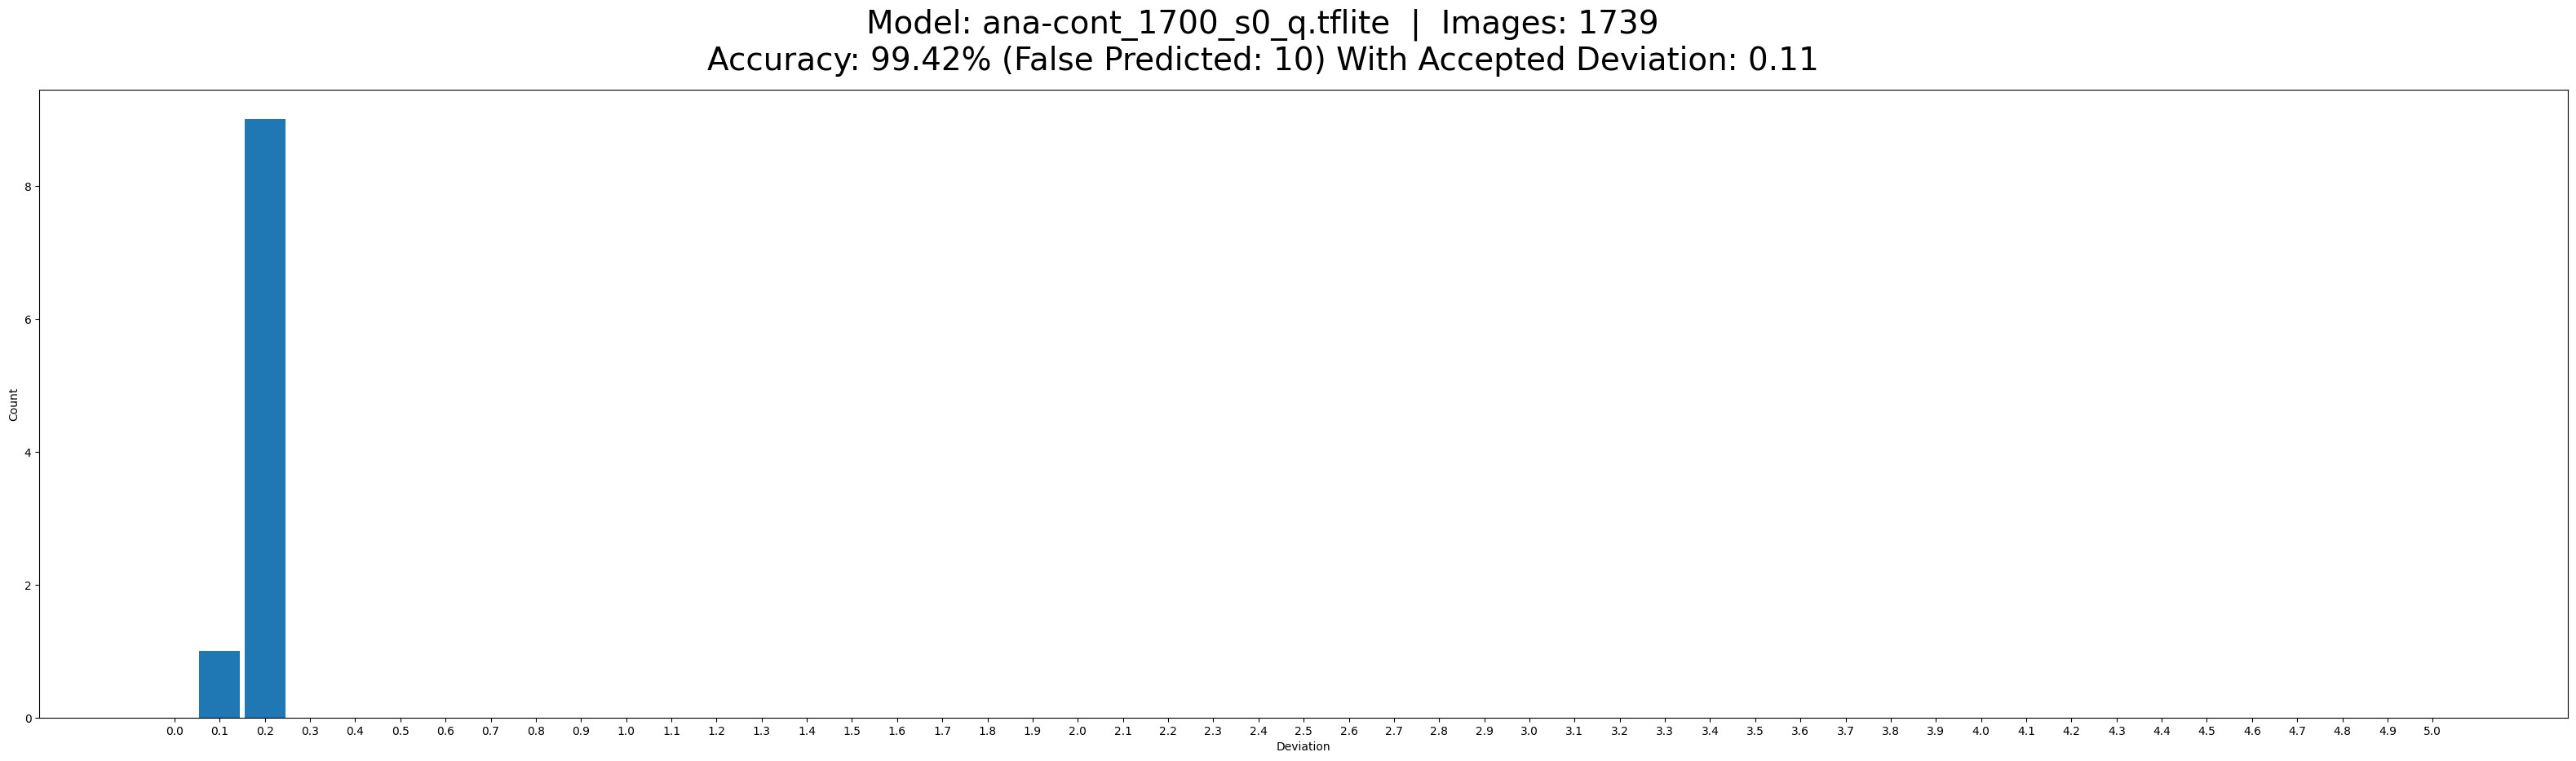 Model: ana-cont_1700_s0_q.tflite | Images: 1739
Accuracy: 99.42% (False Predicted: 10) With Accepted Deviation: 0.11
8
6
4
2
0
Count
0.0 0.1 0.2 0.3 0.4 0.5 0.6 0.7 0.8 0.9 1.0 1.1 1.2 1.3 1.4 1.5 1.6 1.7 1.8 1.9 2.0 2.1 2.2 2.3 2.4 2.5 2.6 2.7 2.8 2.9 3.0 3.1 3.2 3.3 3.4 3.5 3.6 3.7 3.8 3.9 4.0 4.1 4.2 4.3 4.4 4.5 4.6 4.7 4.8 4.9 5.0
Deviation